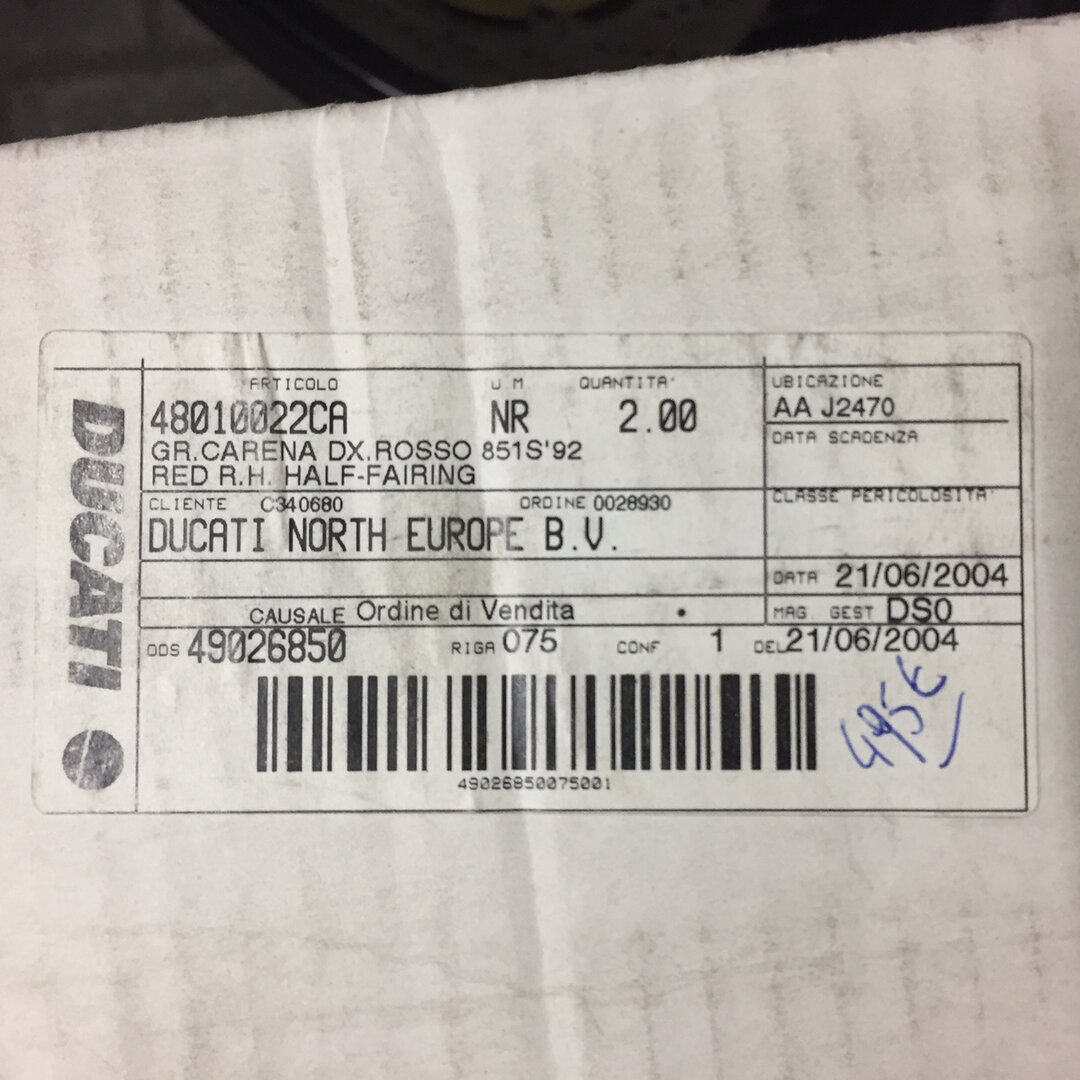 DUCATI
ARTICOLO U M QUANTITA' UBICAZIONE
48010022CA NR 2.00 AA J2470
GR.CARENA DX.ROSSO 851S'92 DATA SCADENZA
RED R.H. HALF-FAIRING
CLIENTE C340680 ORDINE 0028930 CLASSE PERICOLOSITA'
DUCATI NORTH EUROPE B.V.
DATA 21/06/2004
CAUSALE Ordine di Vendita MAG. GEST DS0
DDS 49026850 RIGA 075 CONF 1 DEL 21/06/2004
495€
49026850075001